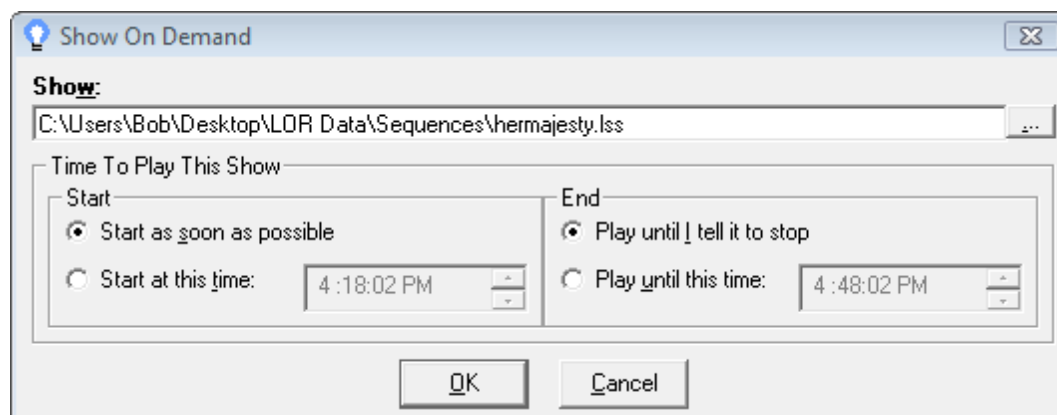 Show On Demand
Show:
C:\Users\Bob\Desktop\LOR Data\Sequences\hermajesty.lss
...
Time To Play This Show
Start
Start as soon as possible
Start at this time:
4 :18:02 PM
End
Play until I tell it to stop
Play until this time:
4 :48:02 PM
OK
Cancel